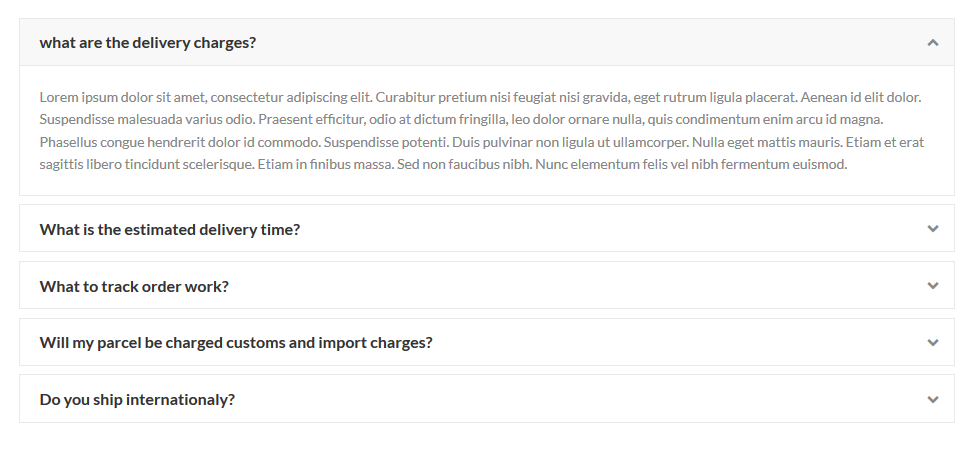 what are the delivery charges?
Lorem ipsum dolor sit amet, consectetur adipiscing elit. Curabitur pretium nisi feugiat nisi gravida, eget rutrum ligula placerat. Aenean id elit dolor.
Suspendisse malesuada varius odio. Praesent efficitur, odio at dictum fringilla, leo dolor ornare nulla, quis condimentum enim arcu id magna.
Phasellus congue hendrerit dolor id commodo. Suspendisse potenti. Duis pulvinar non ligula ut ullamcorper. Nulla eget mattis mauris. Etiam et erat
sagittis libero tincidunt scelerisque. Etiam in finibus massa. Sed non faucibus nibh. Nunc elementum felis vel nibh fermentum euismod.
What is the estimated delivery time?
What to track order work?
Will my parcel be charged customs and import charges?
Do you ship internationaly?